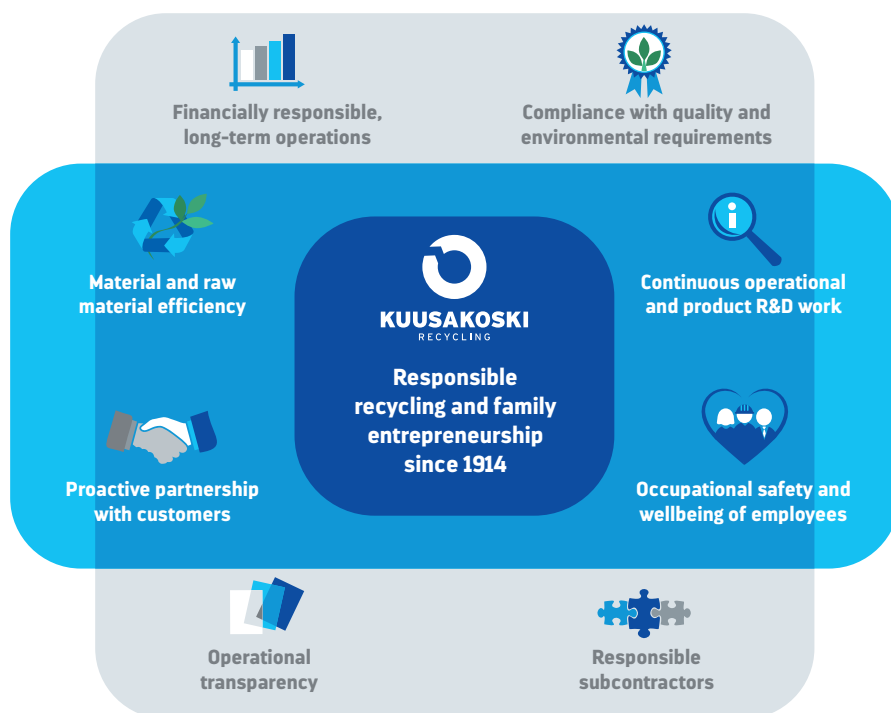 Financially responsible,
long-term operations
Compliance with quality and
environmental requirements
Material and raw
material efficiency
i
Continuous operational
and product R&D work
KUUSAKOSKI
RECYCLING
Responsible
recycling and family
entrepreneurship
since 1914
Proactive partnership
with customers
Occupational safety and
wellbeing of employees
Operational
transparency
Responsible
subcontractors